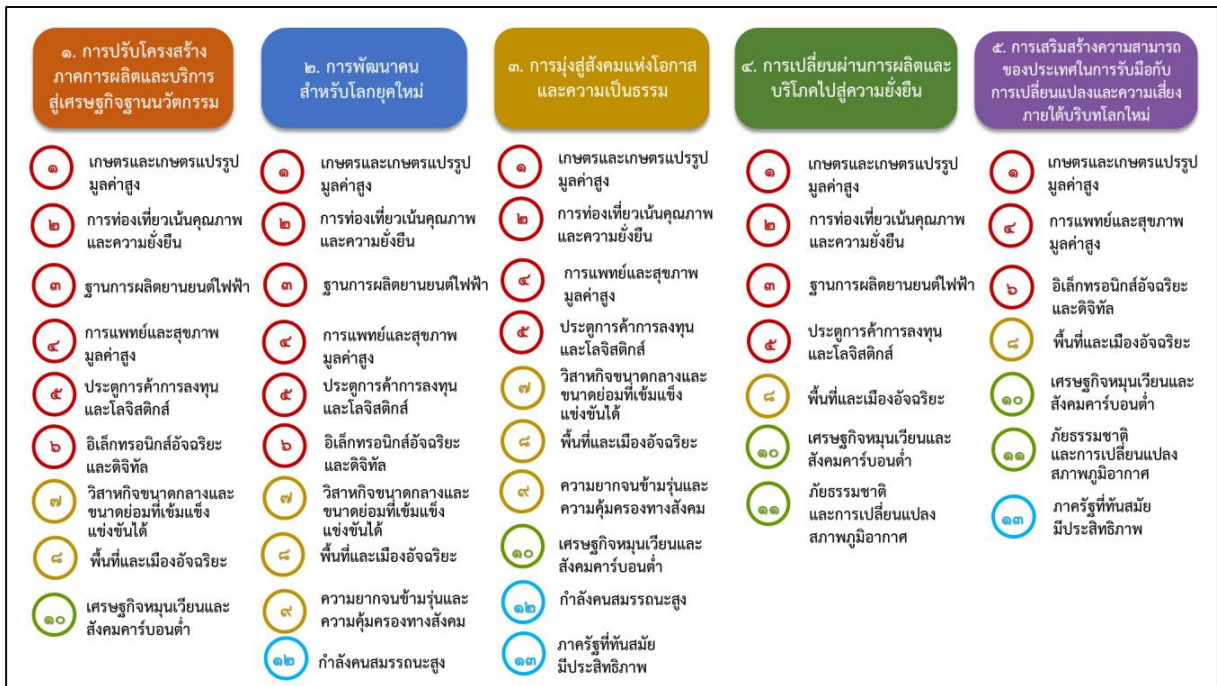 ๑. การปรับโครงสร้าง
ภาคการผลิตและบริการ
สู่เศรษฐกิจฐานนวัตกรรม
๑
เกษตรและเกษตรแปรรูป
มูลค่าสูง
๒
การท่องเที่ยวเน้นคุณภาพ
และความยั่งยืน
๓
ฐานการผลิตยานยนต์ไฟฟ้า
๔
การแพทย์และสุขภาพ
มูลค่าสูง
๕
ประตูการค้าการลงทุน
และโลจิสติกส์
๖
อิเล็กทรอนิกส์อัจฉริยะ
และดิจิทัล
๗
วิสาหกิจขนาดกลางและ
ขนาดย่อมที่เข้มแข็ง
แข่งขันได้
๘
พื้นที่และเมืองอัจฉริยะ
๑๐
เศรษฐกิจหมุนเวียนและ
สังคมคาร์บอนต่ำ
๒. การพัฒนาคน
สำหรับโลกยุคใหม่
๑
เกษตรและเกษตรแปรรูป
มูลค่าสูง
๒
การท่องเที่ยวเน้นคุณภาพ
และความยั่งยืน
๓
ฐานการผลิตยานยนต์ไฟฟ้า
๔
การแพทย์และสุขภาพ
มูลค่าสูง
๕
ประตูการค้าการลงทุน
และโลจิสติกส์
๖
อิเล็กทรอนิกส์อัจฉริยะ
และดิจิทัล
๗
วิสาหกิจขนาดกลางและ
ขนาดย่อมที่เข้มแข็ง
แข่งขันได้
๘
พื้นที่และเมืองอัจฉริยะ
๙
ความยากจนข้ามรุ่นและ
ความคุ้มครองทางสังคม
๑๒
กำลังคนสมรรถนะสูง
๓. การมุ่งสู่สังคมแห่งโอกาส
และความเป็นธรรม
๑
เกษตรและเกษตรแปรรูป
มูลค่าสูง
๒
การท่องเที่ยวเน้นคุณภาพ
และความยั่งยืน
๔
การแพทย์และสุขภาพ
มูลค่าสูง
๕
ประตูการค้าการลงทุน
และโลจิสติกส์
๗
วิสาหกิจขนาดกลางและ
ขนาดย่อมที่เข้มแข็ง
แข่งขันได้
๘
พื้นที่และเมืองอัจฉริยะ
๙
ความยากจนข้ามรุ่นและ
ความคุ้มครองทางสังคม
๑๐
เศรษฐกิจหมุนเวียนและ
สังคมคาร์บอนต่ำ
๑๒
กำลังคนสมรรถนะสูง
๑๓
ภาครัฐที่ทันสมัย
มีประสิทธิภาพ
๔. การเปลี่ยนผ่านการผลิตและ
บริโภคไปสู่ความยั่งยืน
๑
เกษตรและเกษตรแปรรูป
มูลค่าสูง
๒
การท่องเที่ยวเน้นคุณภาพ
และความยั่งยืน
๓
ฐานการผลิตยานยนต์ไฟฟ้า
๕
ประตูการค้าการลงทุน
และโลจิสติกส์
๘
พื้นที่และเมืองอัจฉริยะ
๑๐
เศรษฐกิจหมุนเวียนและ
สังคมคาร์บอนต่ำ
๑๑
ภัยธรรมชาติ
และการเปลี่ยนแปลง
สภาพภูมิอากาศ
๕. การเสริมสร้างความสามารถ
ของประเทศในการรับมือกับ
การเปลี่ยนแปลงและความเสี่ยง
ภายใต้บริบทโลกใหม่
๑
เกษตรและเกษตรแปรรูป
มูลค่าสูง
๔
การแพทย์และสุขภาพ
มูลค่าสูง
๖
อิเล็กทรอนิกส์อัจฉริยะ
และดิจิทัล
๘
พื้นที่และเมืองอัจฉริยะ
๑๐
เศรษฐกิจหมุนเวียนและ
สังคมคาร์บอนต่ำ
๑๑
ภัยธรรมชาติ
และการเปลี่ยนแปลง
สภาพภูมิอากาศ
๑๓
ภาครัฐที่ทันสมัย
มีประสิทธิภาพ